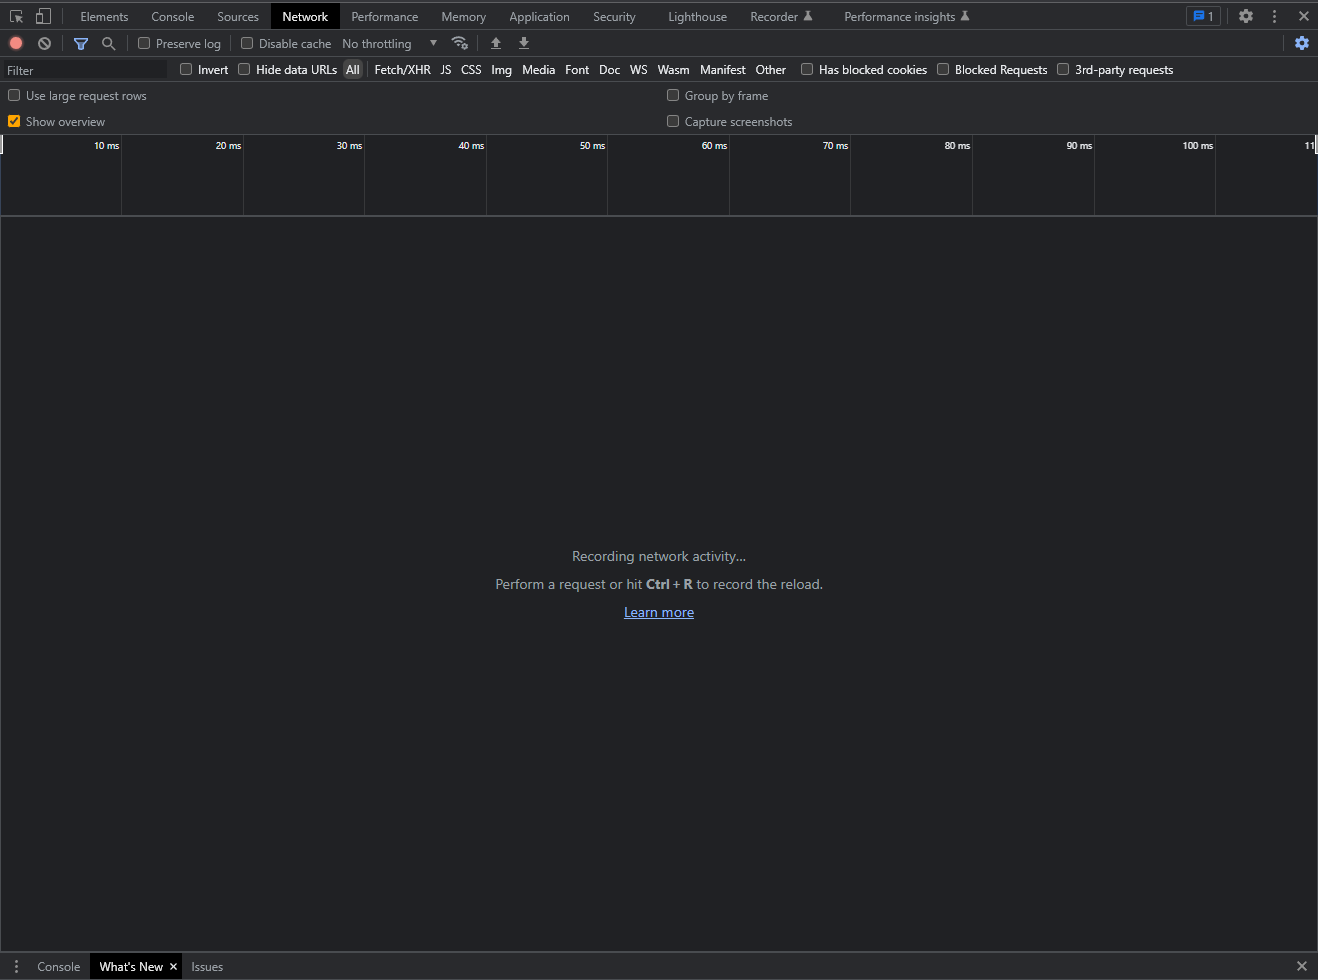 Elements Console Sources Network Performance Memory Application Security Lighthouse Recorder Performance insights 1
Preserve log Disable cache No throttling
Filter Invert Hide data URLs All Fetch/XHR JS CSS Img Media Font Doc WS Wasm Manifest Other Has blocked cookies Blocked Requests 3rd-party requests
Use large request rows Group by frame
Show overview Capture screenshots
10 ms 20 ms 30 ms 40 ms 50 ms 60 ms 70 ms 80 ms 90 ms 100 ms 11
Recording network activity...
Perform a request or hit Ctrl + R to record the reload.
Learn more
Console What's New Issues